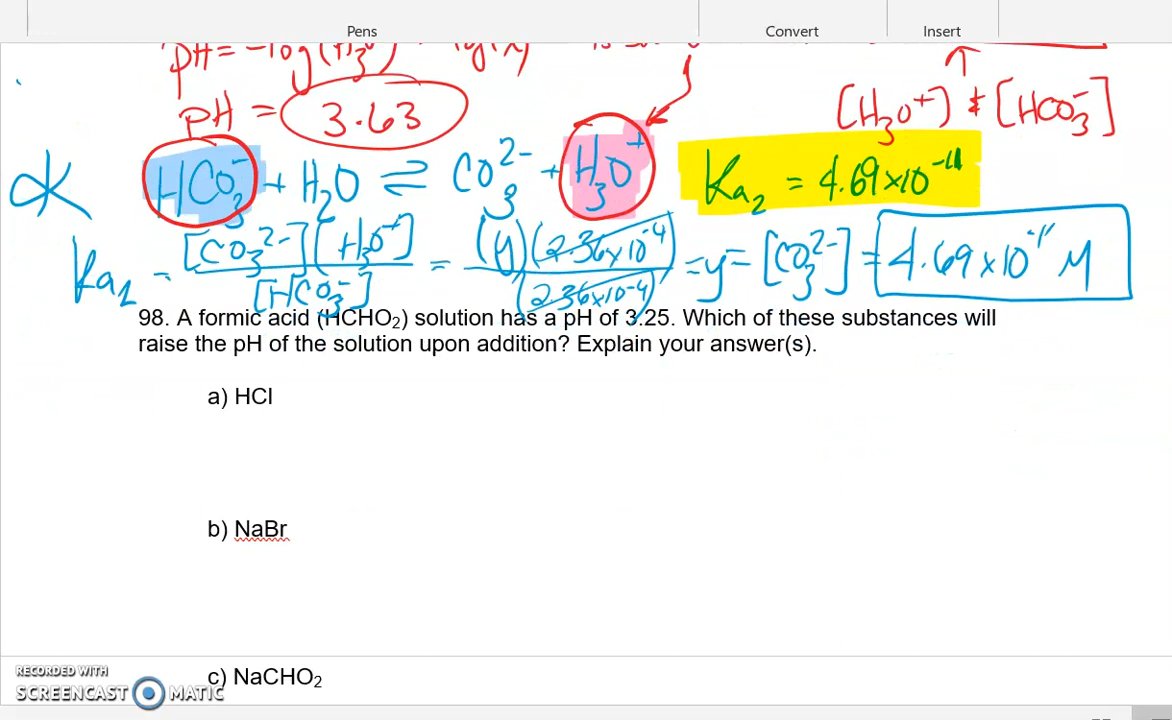 Pens Convert Insert
pH = -log(H3O+)
pH = 3.63 [H3O+] & [HCO3-]
HCO3- + H2O ⇌ CO3^2- + H3O+ Ka2 = 4.69×10^-11
Ka2 = [CO3^2-][H3O+] / [HCO3-] = (y)(2.36×10^-4) / (2.36×10^-4) = y = [CO3^2-] = 4.69×10^-11 M
98. A formic acid (HCHO2) solution has a pH of 3.25. Which of these substances will
raise the pH of the solution upon addition? Explain your answer(s).
a) HCl
b) NaBr
c) NaCHO2
RECORDED WITH
SCREENCAST MATIC